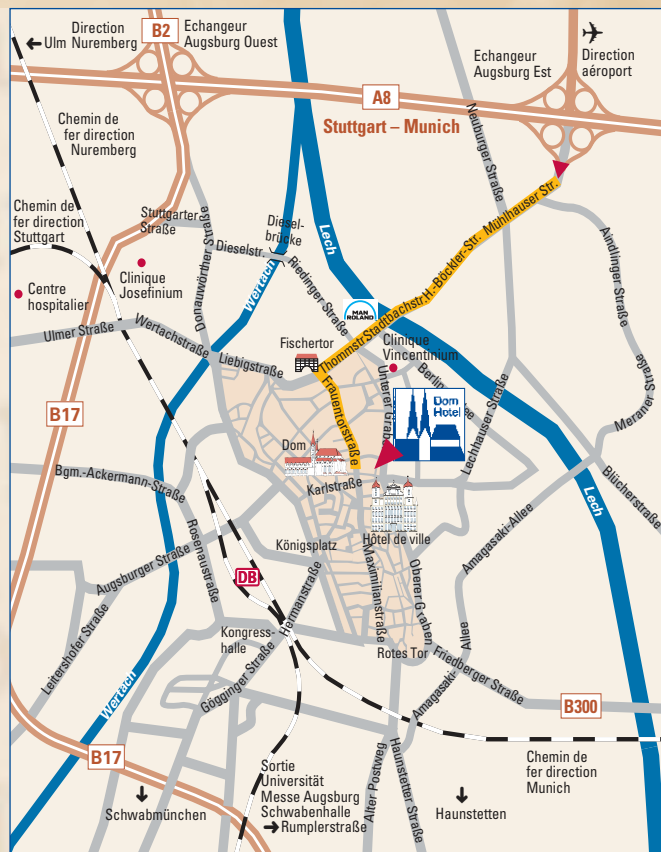 Direction
Ulm Nuremberg
B2
Echangeur
Augsburg Ouest
Echangeur
Augsburg Est
Direction
aéroport
A8
Stuttgart – Munich
Chemin de
fer direction
Nuremberg
Neuburger Straße
Chemin de
fer direction
Stuttgart
Stuttgarter
Straße
Donauwörther Straße
Diesel-
brücke
Dieselstr.
Lech
Wertach
Riedinger Straße
Mühlhauser Str.
H.-Böckler-Str.
Stadtbachstr.
Thommstr.
Aindlinger Straße
Centre
hospitalier
Clinique
Josefinium
MAN
ROLAND
Ulmer Straße
Wertachstraße
Liebigstraße
Fischertor
Clinique
Vincentinium
Unterer Graben
Frauentorstraße
Dom
Hotel
Lechhauser Straße
Meraner Straße
B17
Dom
Karlstraße
Blücherstraße
Bgm.-Ackermann-Straße
Hôtel de ville
Lech
Amagasaki-Allee
Rosenaustraße
Königsplatz
Augsburger Straße
Maximilianstraße
Oberer Graben
DB
Hermanstraße
Leitershofer Straße
Kongress-
halle
Gögginger Straße
Rotes Tor
Friedberger Straße
Amagasaki-
Allee
Wertach
B300
B17
Chemin de
fer direction
Munich
Sortie
Universität
Messe Augsburg
Schwabenhalle
Rumplerstraße
Alter Postweg
Haunstetter Straße
Schwabmünchen
Haunstetten